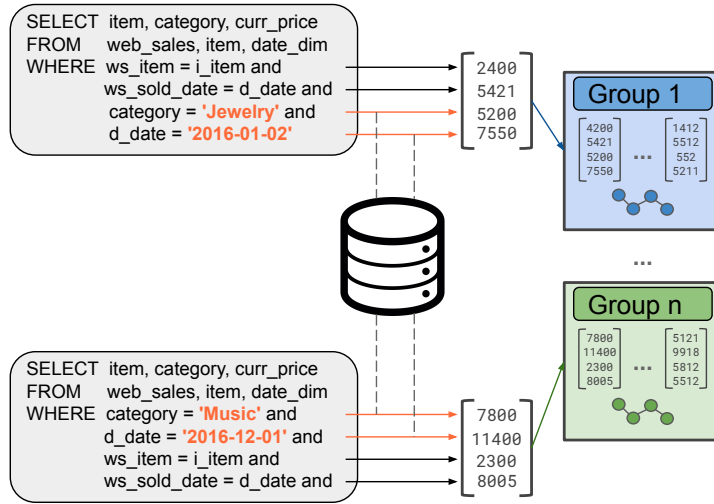 SELECT item, category, curr_price
FROM web_sales, item, date_dim
WHERE ws_item = i_item and
ws_sold_date = d_date and
category = 'Jewelry' and
d_date = '2016-01-02'
2400
5421
5200
7550
Group 1
4200 1412
5421 5512
5200 ... 552
7550 5211
...
Group n
7800 5121
11400 9918
2300 ... 5812
8005 5512
SELECT item, category, curr_price
FROM web_sales, item, date_dim
WHERE category = 'Music' and
d_date = '2016-12-01' and
ws_item = i_item and
ws_sold_date = d_date and
7800
11400
2300
8005